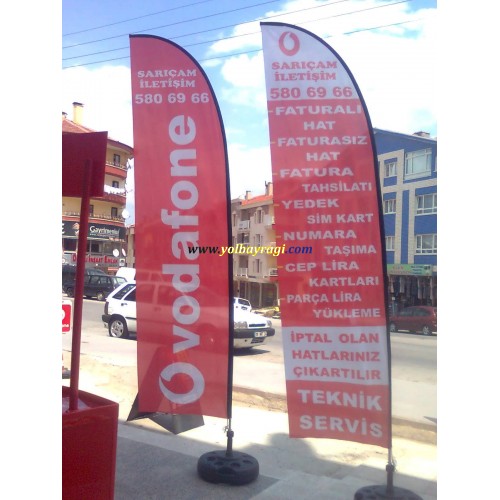 SARIÇAM
İLETİŞİM
580 69 66
vodafone
SARIÇAM
İLETİŞİM
580 69 66
-FATURALI
HAT
-FATURASIZ
HAT
-FATURA
TAHSİLATI
-YEDEK
SİM KART
-NUMARA
TAŞIMA
-CEP LİRA
KARTLARI
-PARÇA LİRA
YÜKLEME
İPTAL OLAN
HATLARINIZ
ÇIKARTILIR
TEKNİK
SERVİS
www.yolbayragi.com
Gayrimenkul